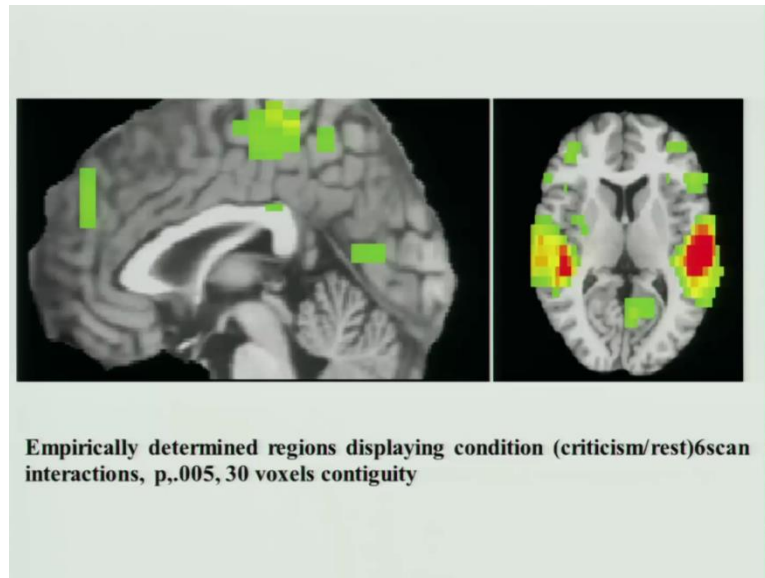 Empirically determined regions displaying condition (criticism/rest)6scan
interactions, p,.005, 30 voxels contiguity